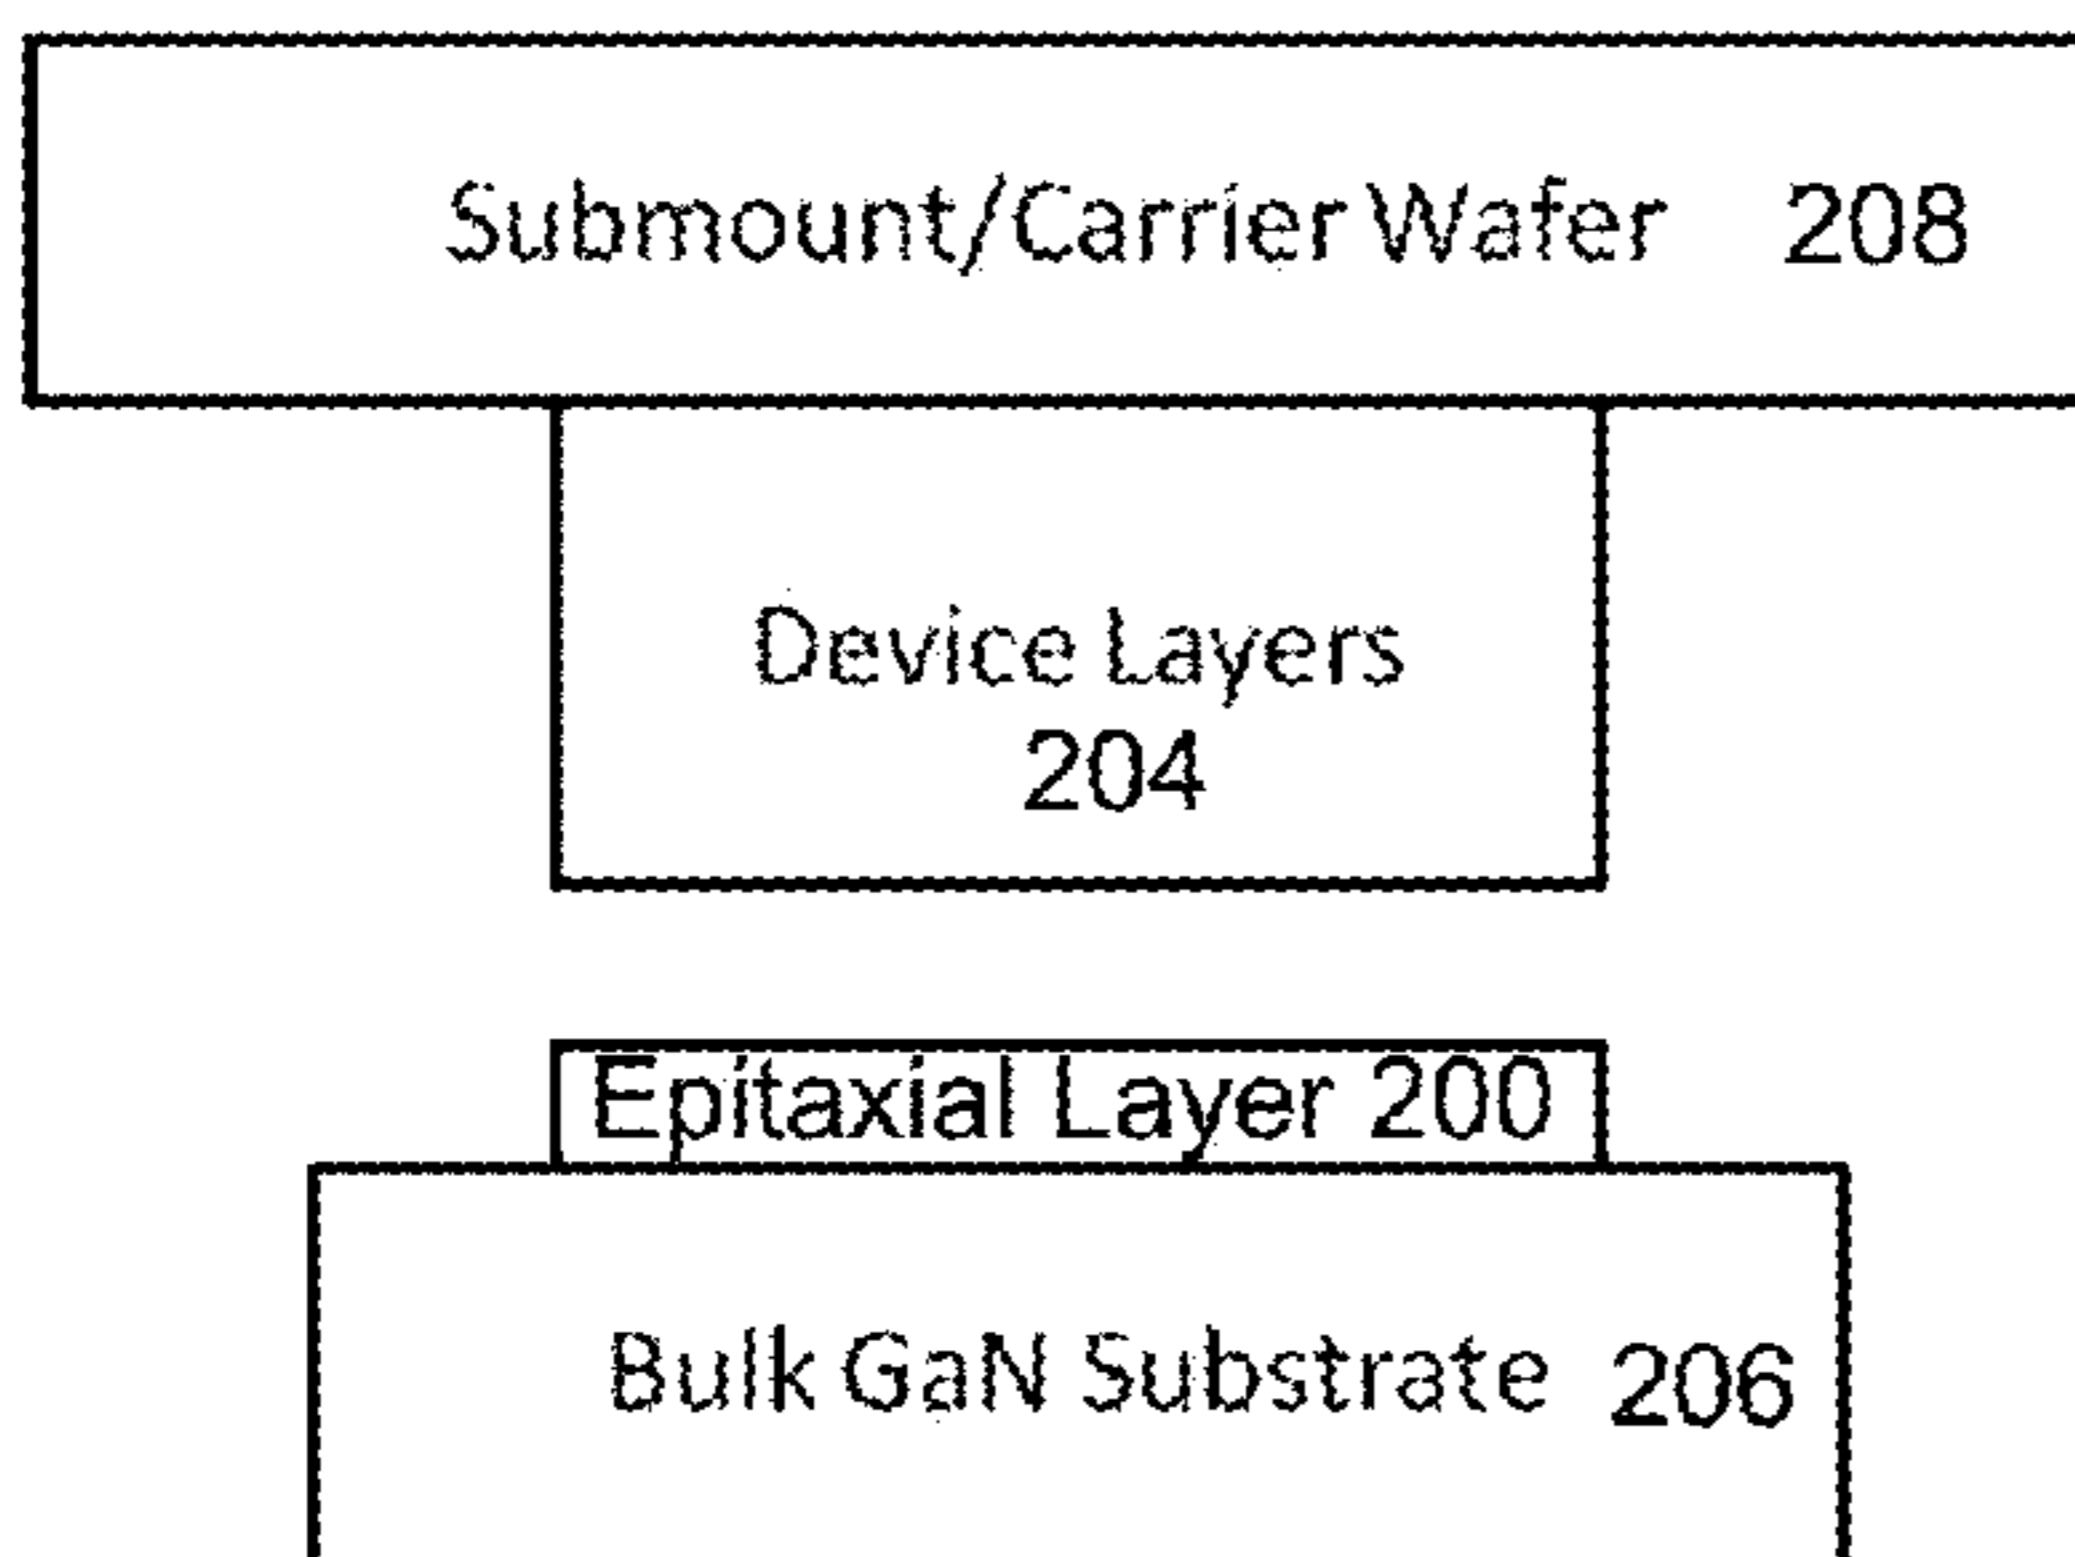 Submount/Carrier Wafer 208
Device Layers
204
Epitaxial Layer 200
Bulk GaN Substrate 206